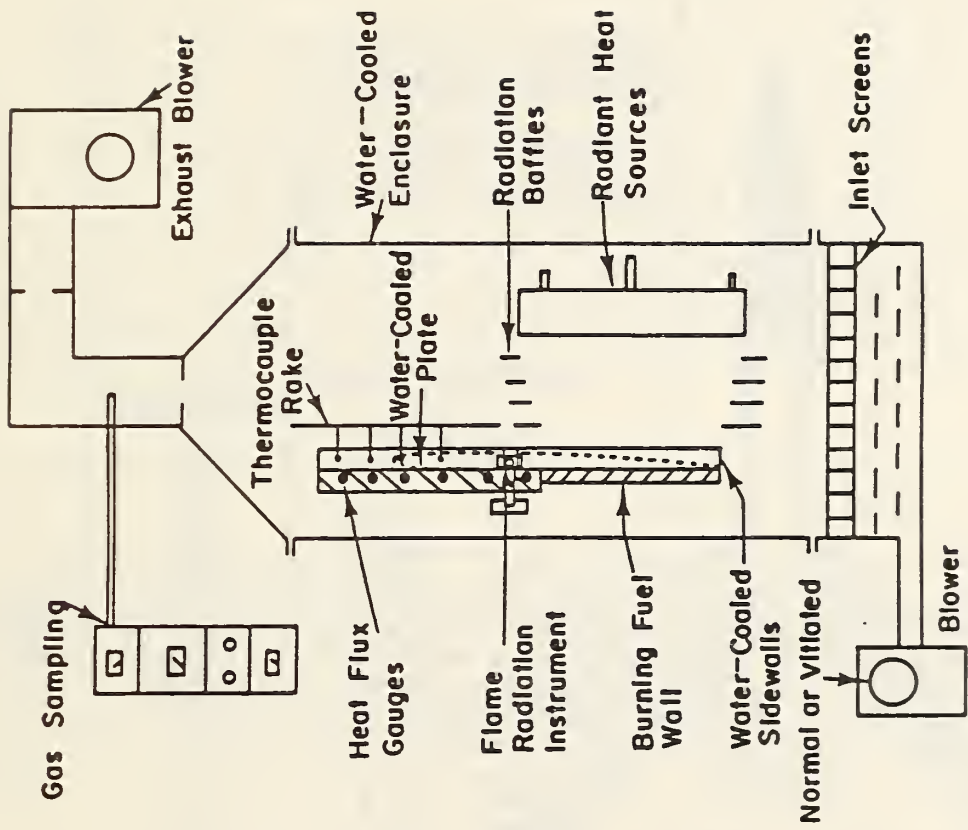 Gas Sampling
Exhaust Blower
Thermocouple
Rake
Water-Cooled
Enclosure
Water-Cooled
Plate
Heat Flux
Gauges
Radiation
Baffles
Flame
Radiation
Instrument
Radiant Heat
Sources
Burning Fuel
Wall
Water-Cooled
Sidewalls
Inlet Screens
Normal or Vitiated
Blower